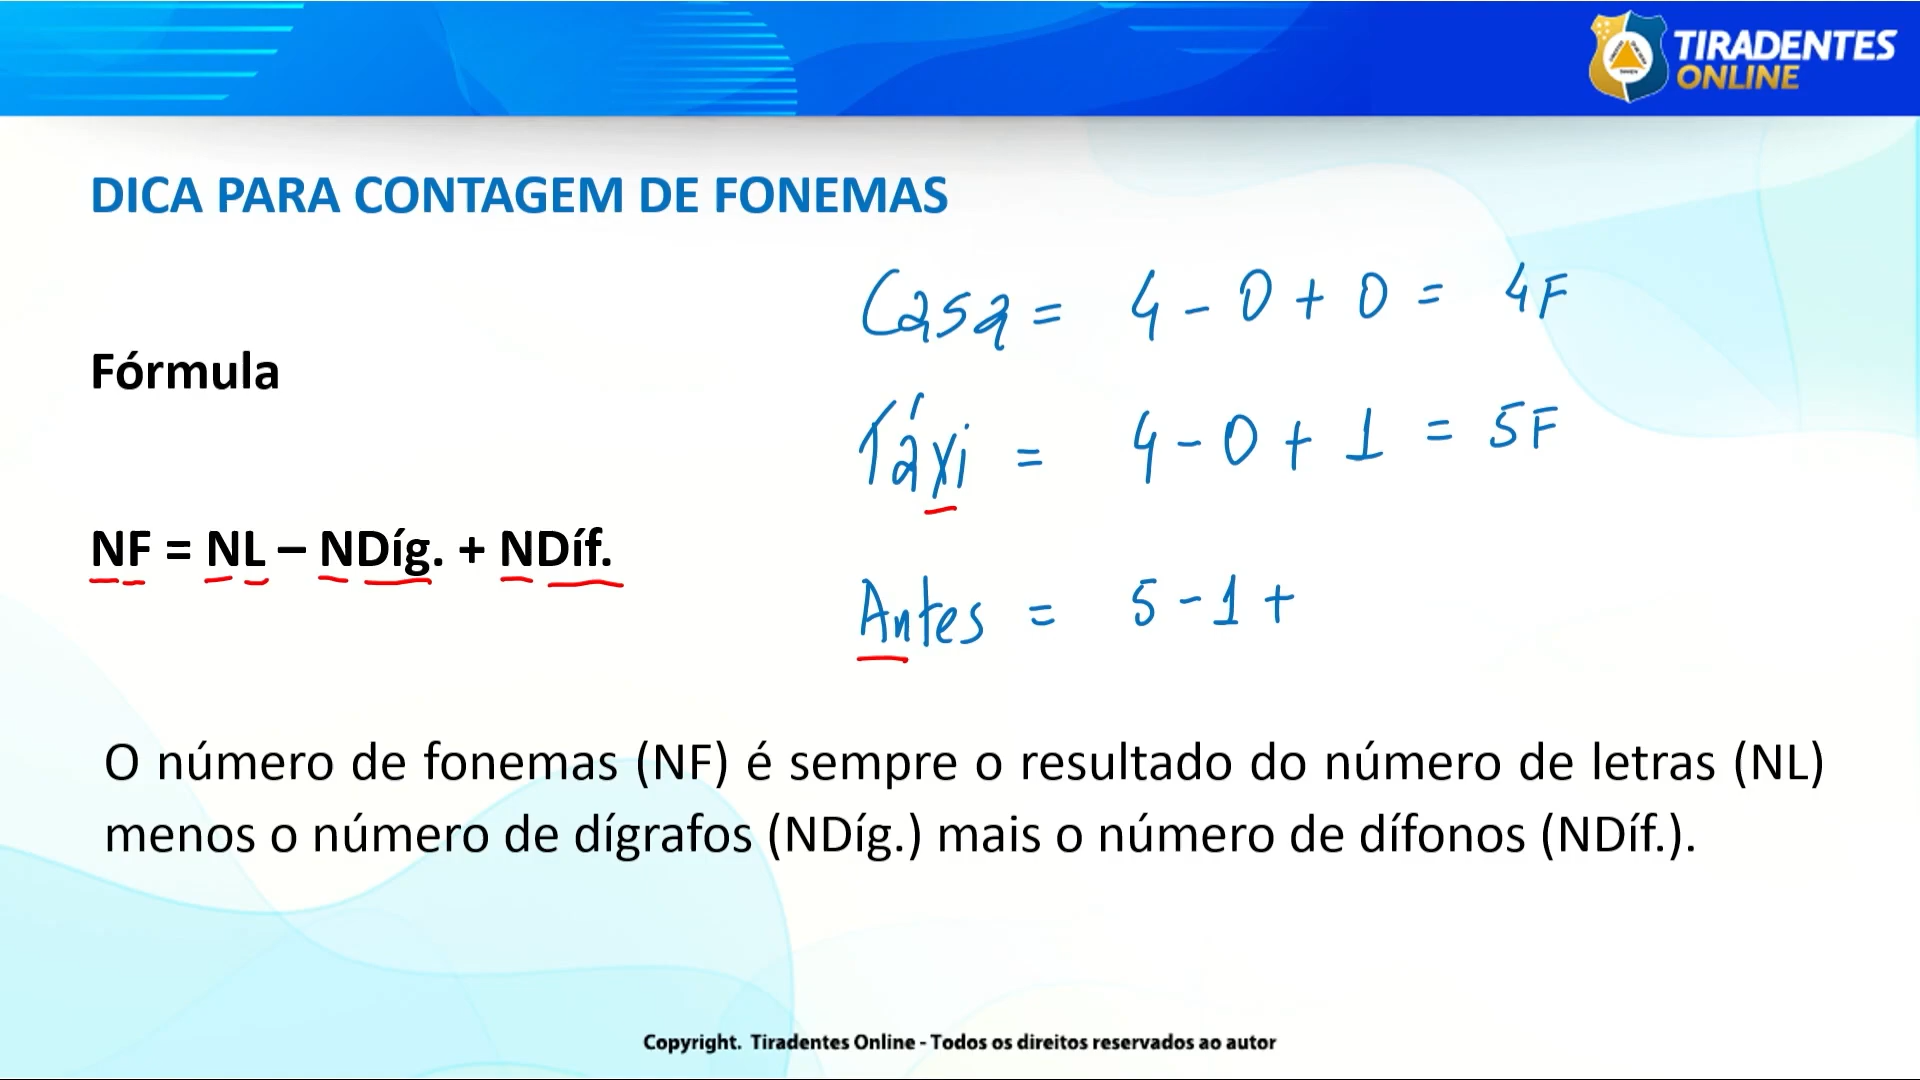 TIRADENTES
ONLINE
DICA PARA CONTAGEM DE FONEMAS
Casa = 4 - 0 + 0 = 4F
Fórmula
Táxi = 4 - 0 + 1 = 5F
NF = NL – NDíg. + NDíf.
Antes = 5 - 1 +
O número de fonemas (NF) é sempre o resultado do número de letras (NL)
menos o número de dígrafos (NDíg.) mais o número de dífonos (NDíf.).
Copyright. Tiradentes Online - Todos os direitos reservados ao autor